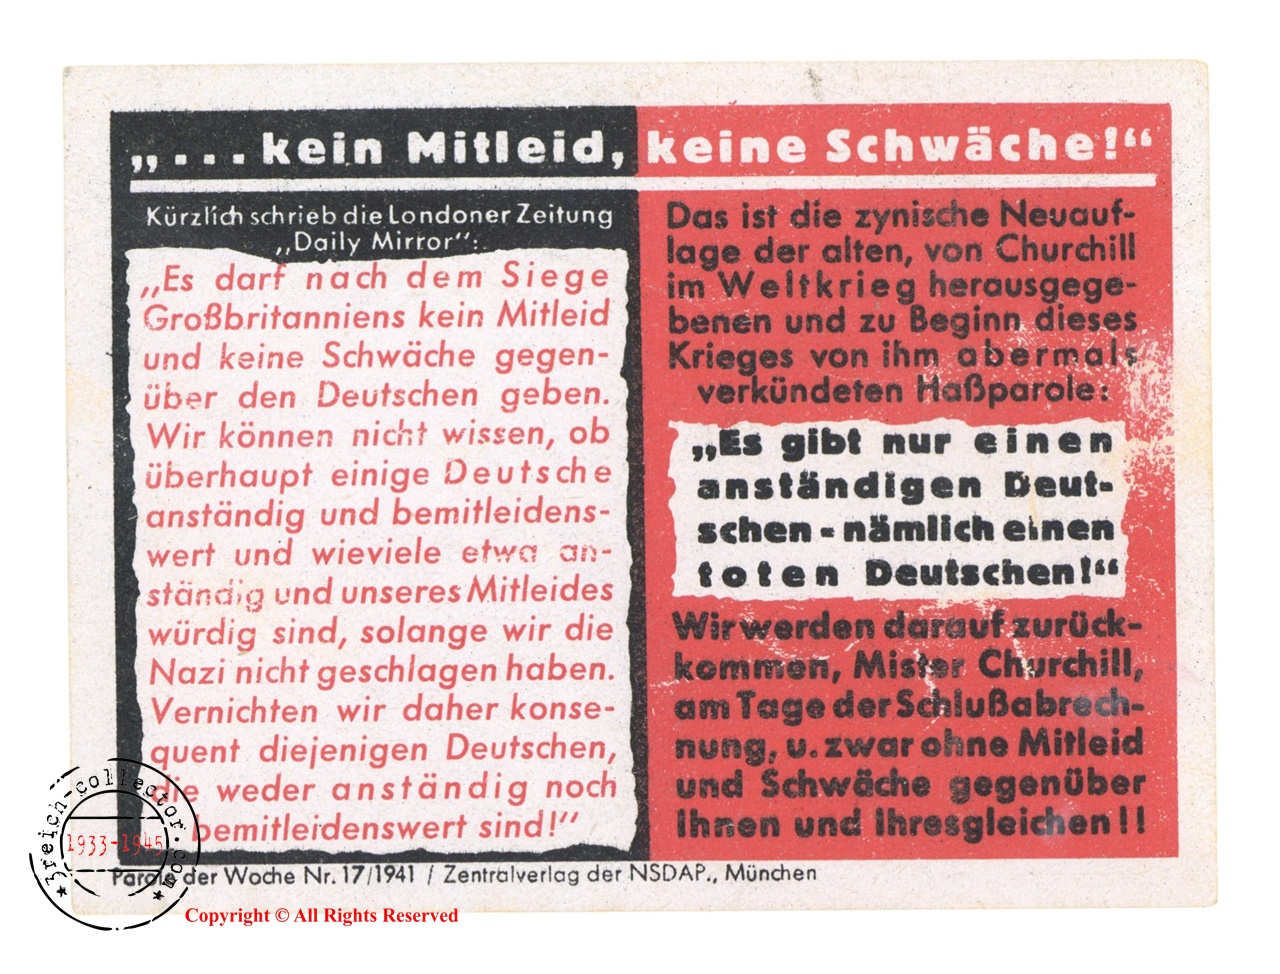 „...kein Mitleid, keine Schwäche!“
Kürzlich schrieb die Londoner Zeitung
„Daily Mirror“:
„Es darf nach dem Siege
Großbritanniens kein Mitleid
und keine Schwäche gegen-
über den Deutschen geben.
Wir können nicht wissen, ob
überhaupt einige Deutsche
anständig und bemitleidens-
wert und wieviele etwa an-
ständig und unseres Mitleides
würdig sind, solange wir die
Nazi nicht geschlagen haben.
Vernichten wir daher konse-
quent diejenigen Deutschen,
die weder anständig noch
bemitleidenswert sind!“
Das ist die zynische Neuauf-
lage der alten, von Churchill
im Weltkrieg herausgege-
benen und zu Beginn dieses
Krieges von ihm abermals
verkündeten Haßparole:
„Es gibt nur einen
anständigen Deut-
schen - nämlich einen
toten Deutschen!“
Wir werden darauf zurück-
kommen, Mister Churchill,
am Tage der Schlußabrech-
nung, u. zwar ohne Mitleid
und Schwäche gegenüber
Ihnen und Ihresgleichen!!
Parole der Woche Nr. 17/1941 / Zentralverlag der NSDAP., München
3reich-collector.com
1933-1945
Copyright © All Rights Reserved